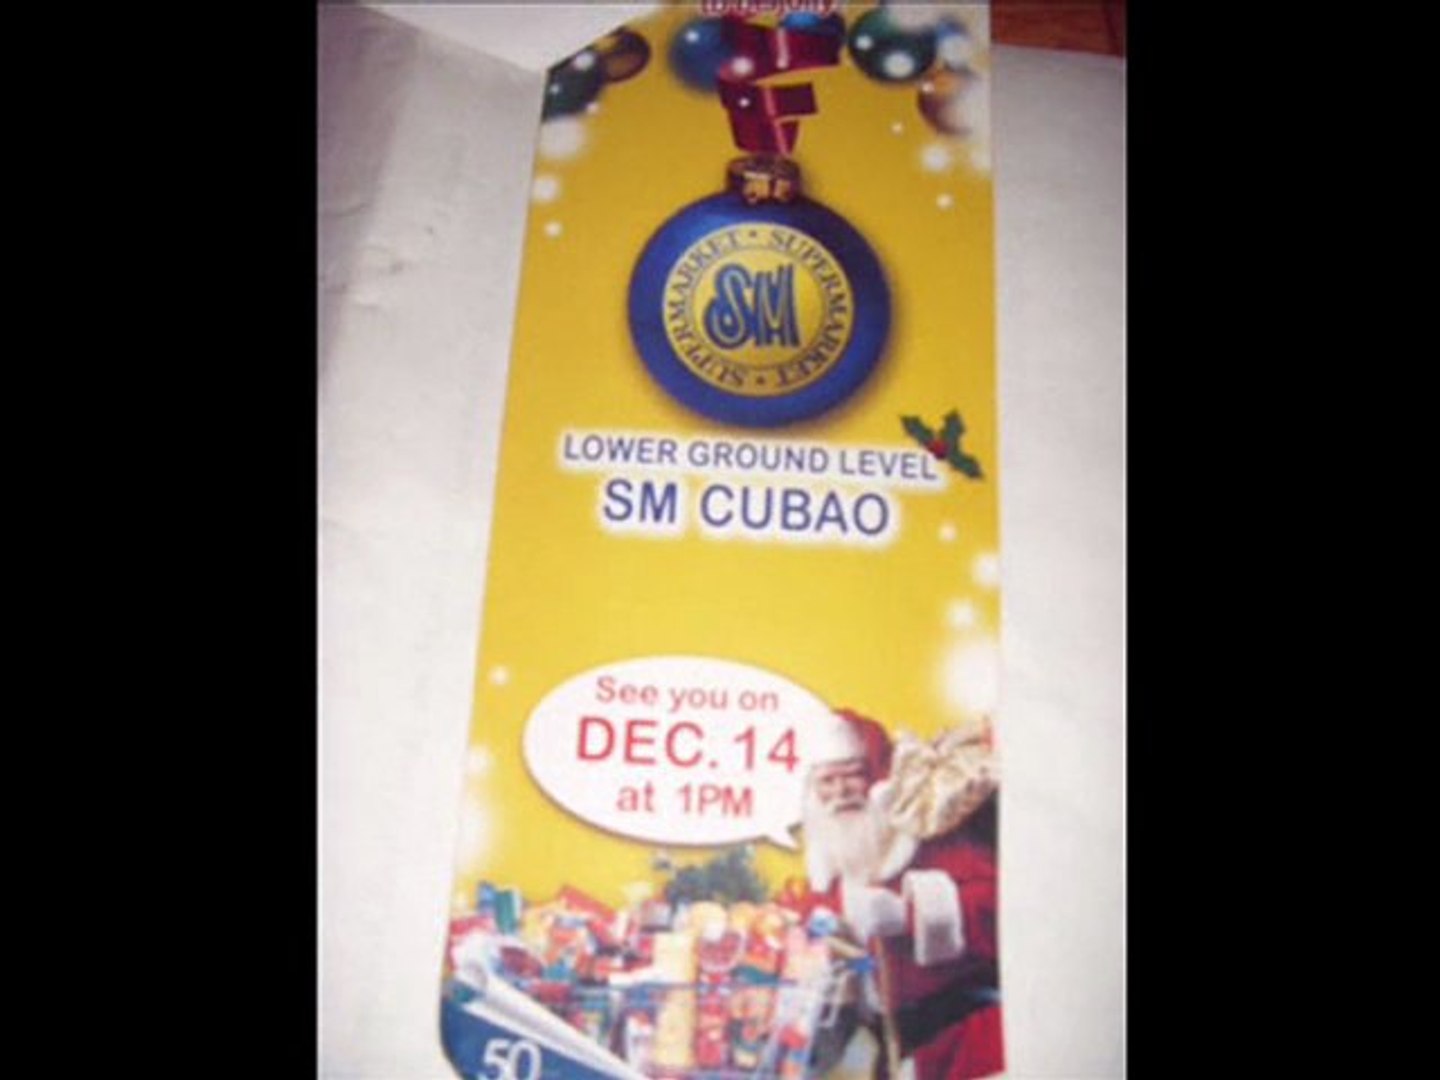 SUPERMARKET • SUPERMARKET •
SM
LOWER GROUND LEVEL
SM CUBAO
See you on
DEC. 14
at 1PM
50